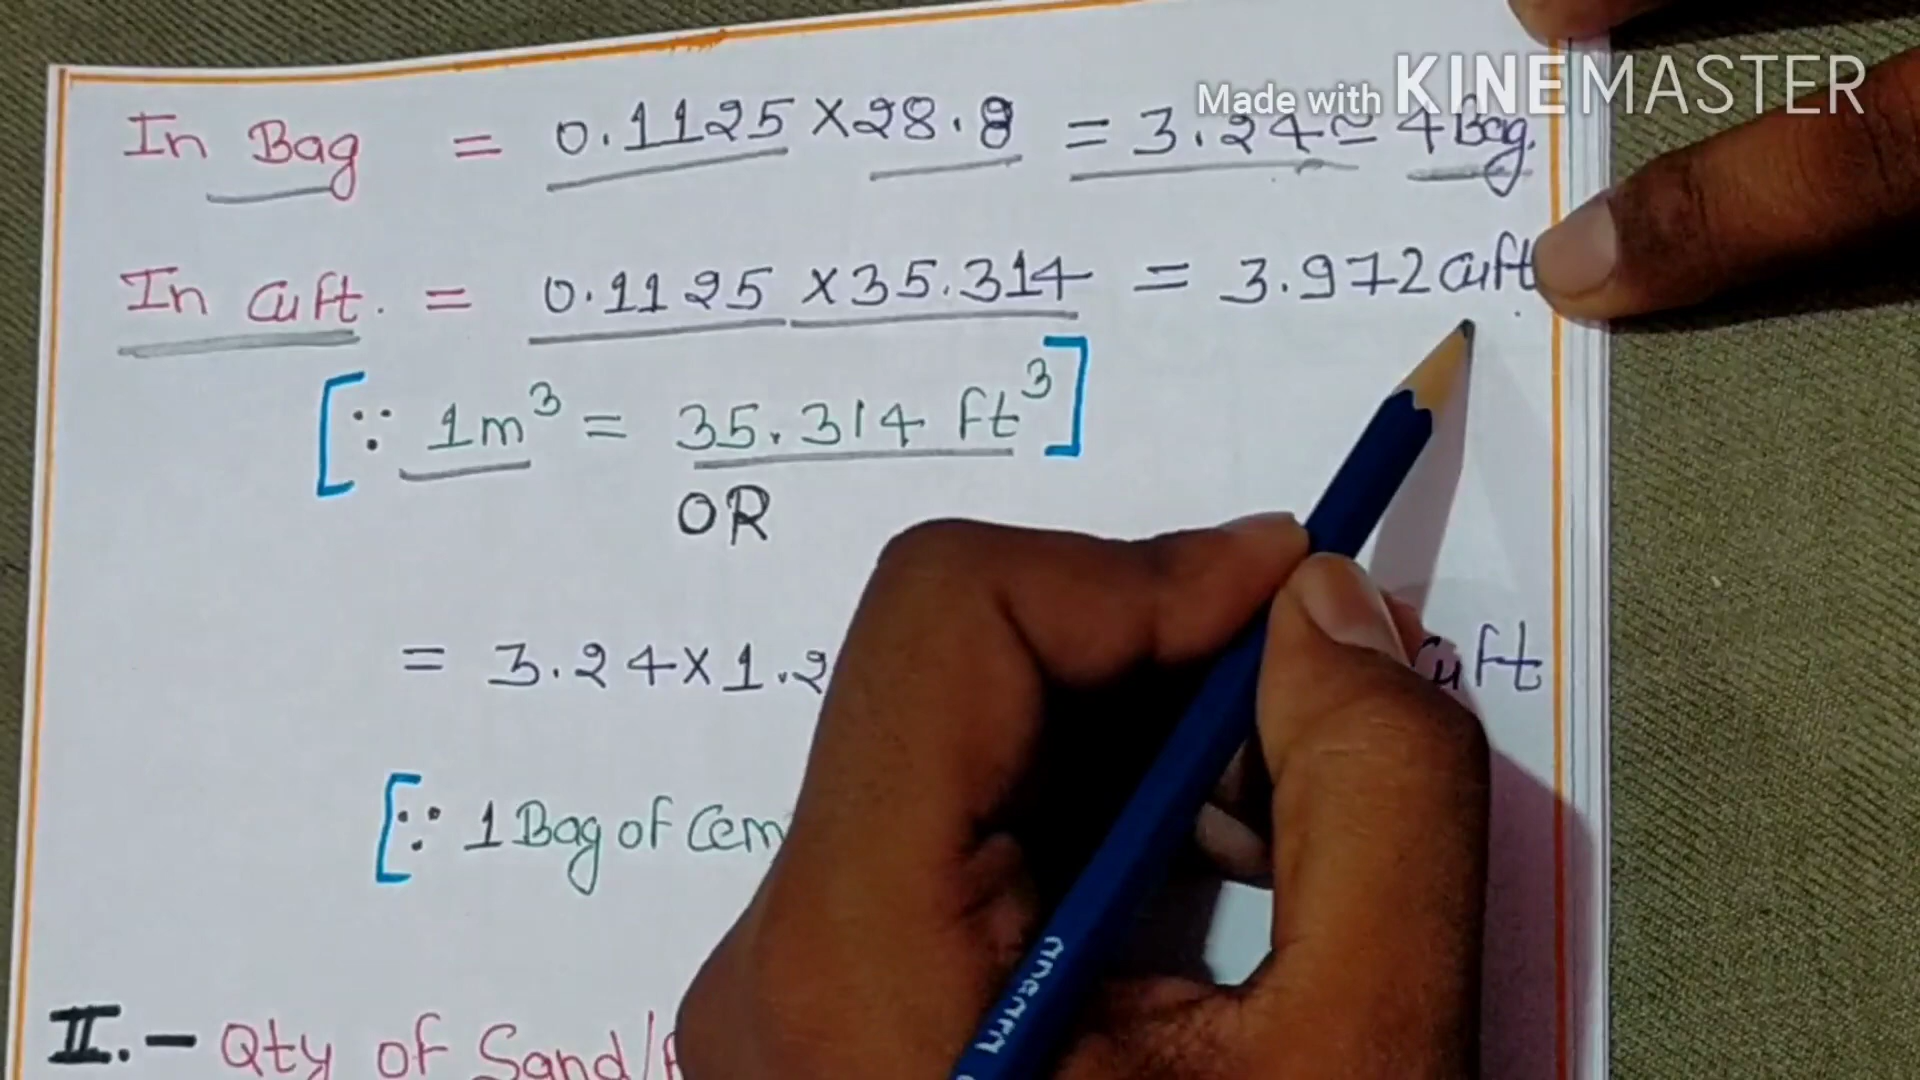 Made with KINEMASTER
In Bag = 0.1125 × 28.8 = 3.24 ≃ 4 Bag.
In Cuft. = 0.1125 × 35.314 = 3.972 cuft
[∵ 1m³ = 35.314 ft³]
OR
= 3.24 × 1.2 cuft
[∵ 1 Bag of Cem
II.- Qty of Sand/